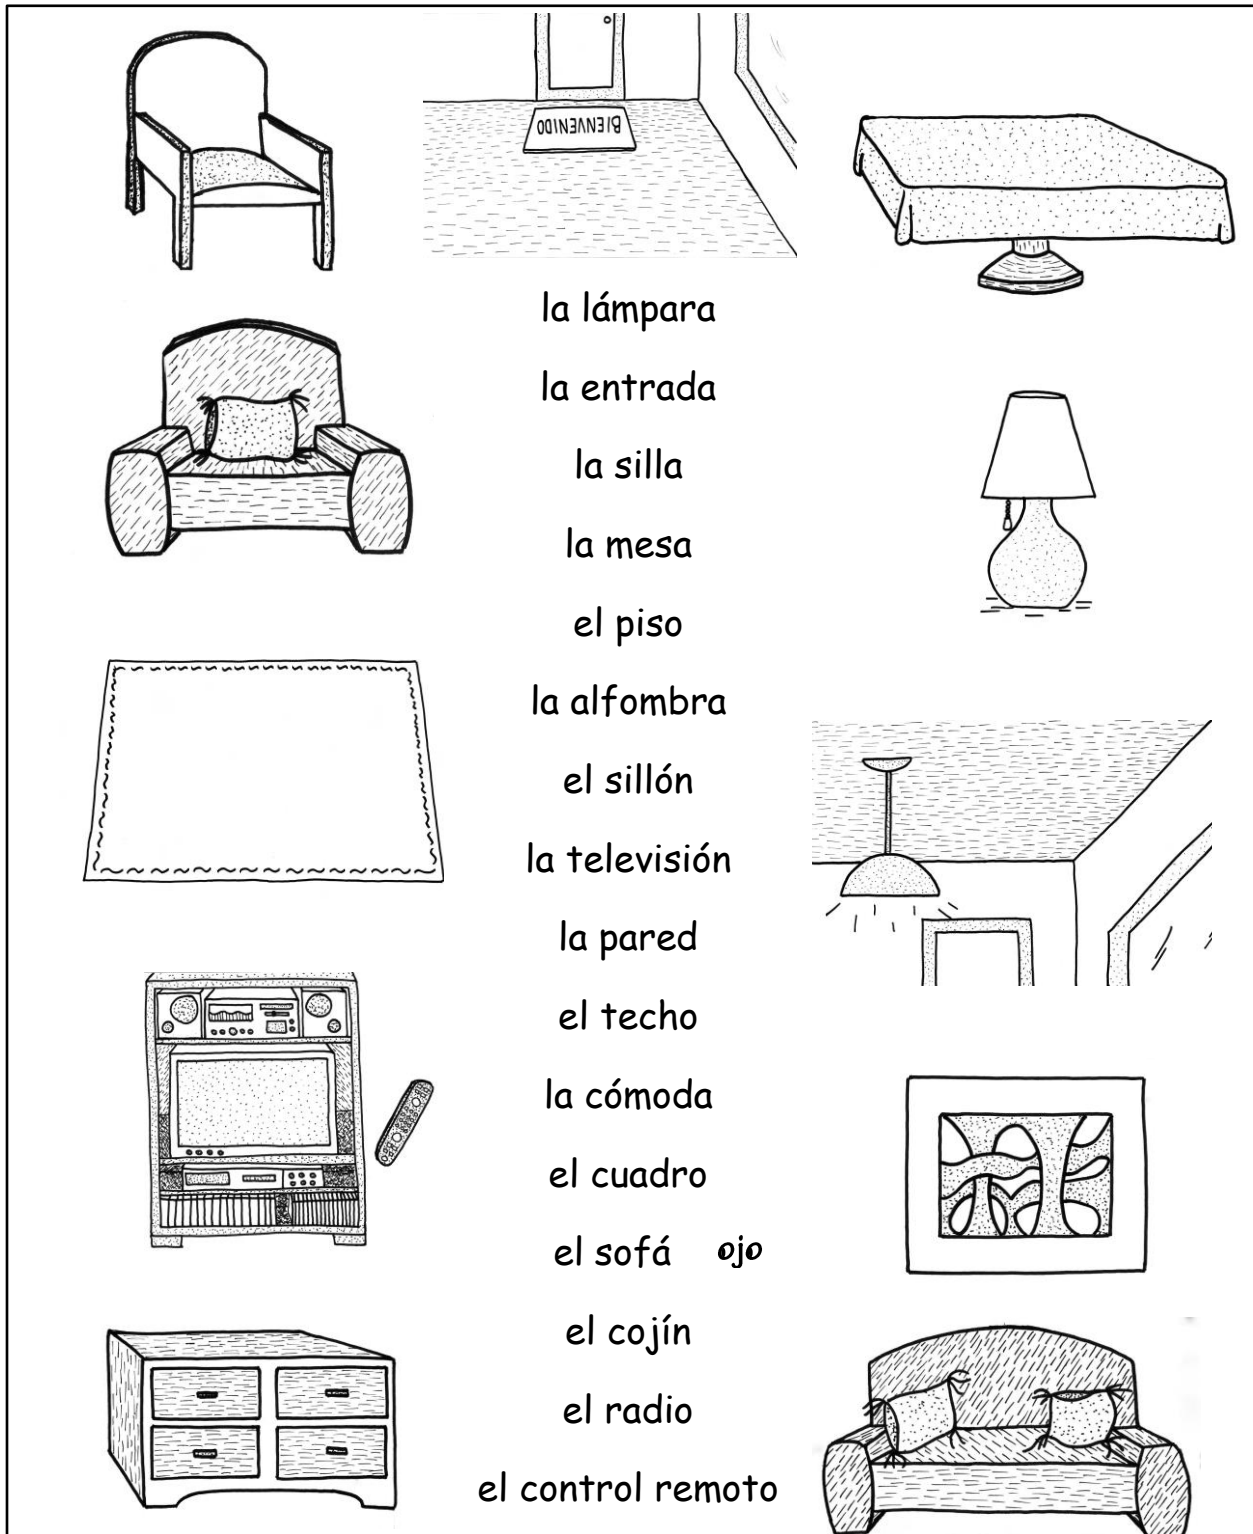 BIENVENIDO
la lámpara
la entrada
la silla
la mesa
el piso
la alfombra
el sillón
la televisión
la pared
el techo
la cómoda
el cuadro
el sofá ojo
el cojín
el radio
el control remoto